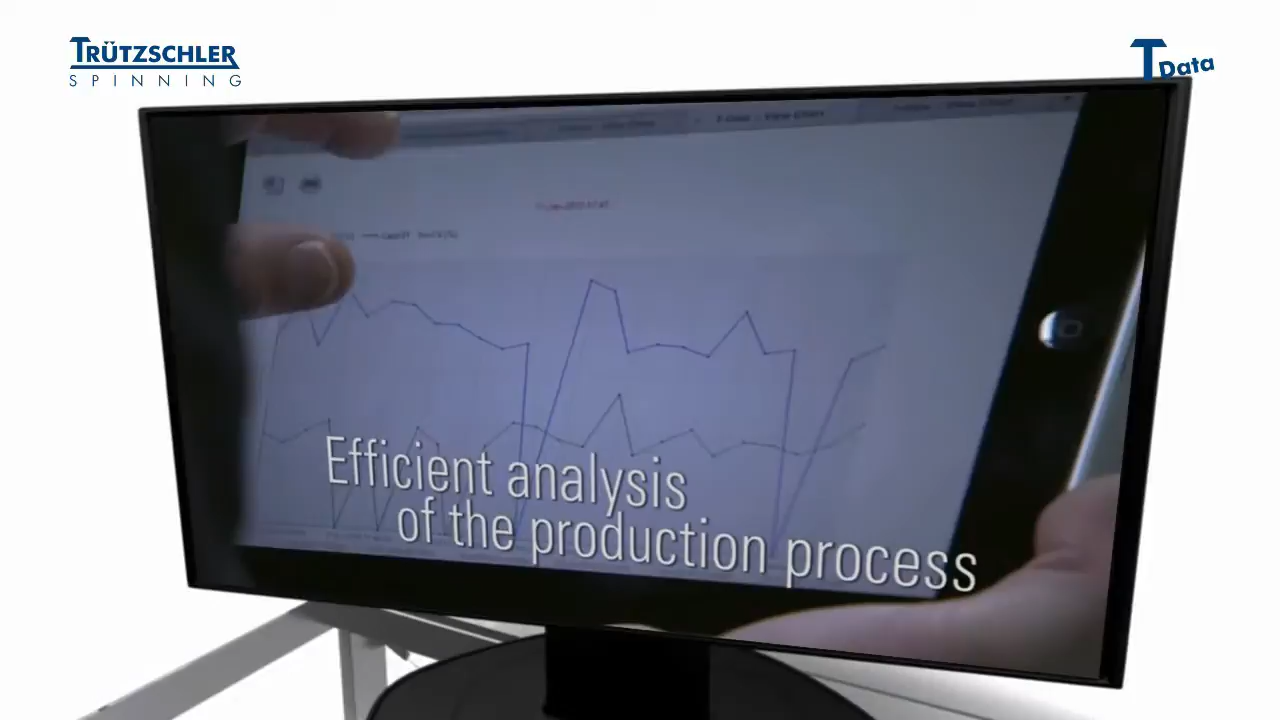 TRÜTZSCHLER
SPINNING
T Data
Efficient analysis
of the production process